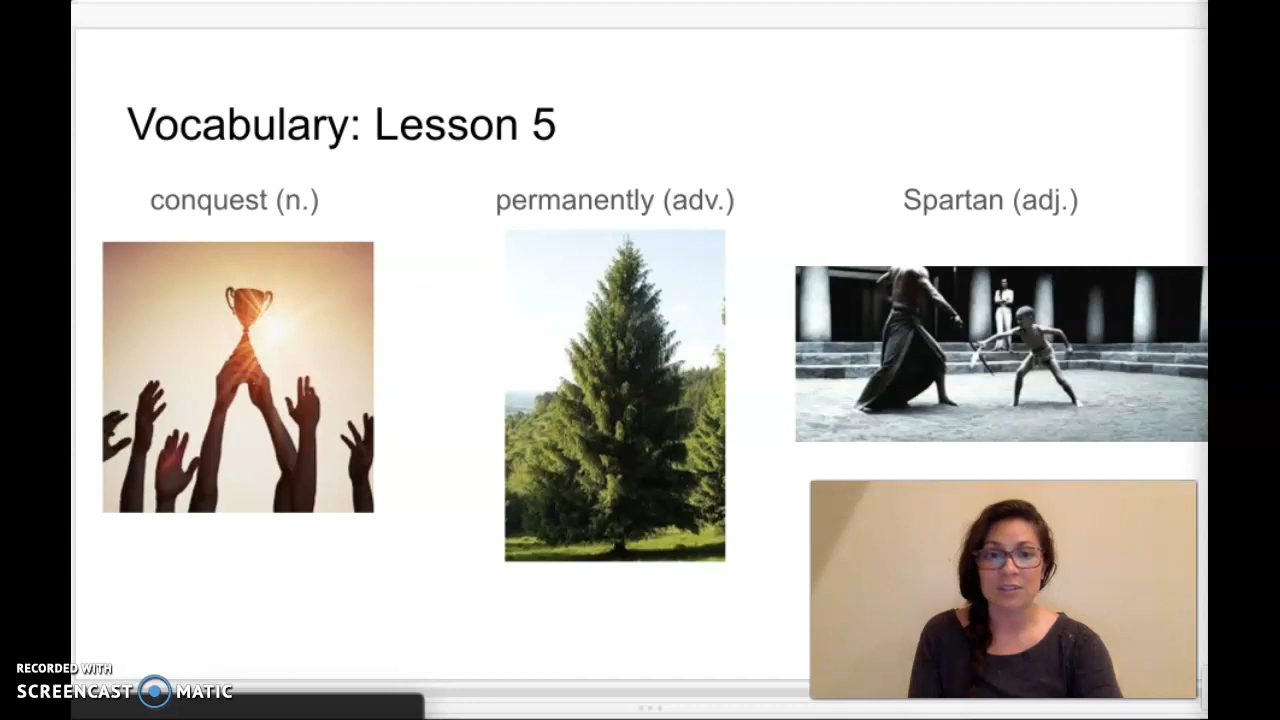 Vocabulary: Lesson 5
conquest (n.)
permanently (adv.)
Spartan (adj.)
RECORDED WITH
SCREENCAST MATIC